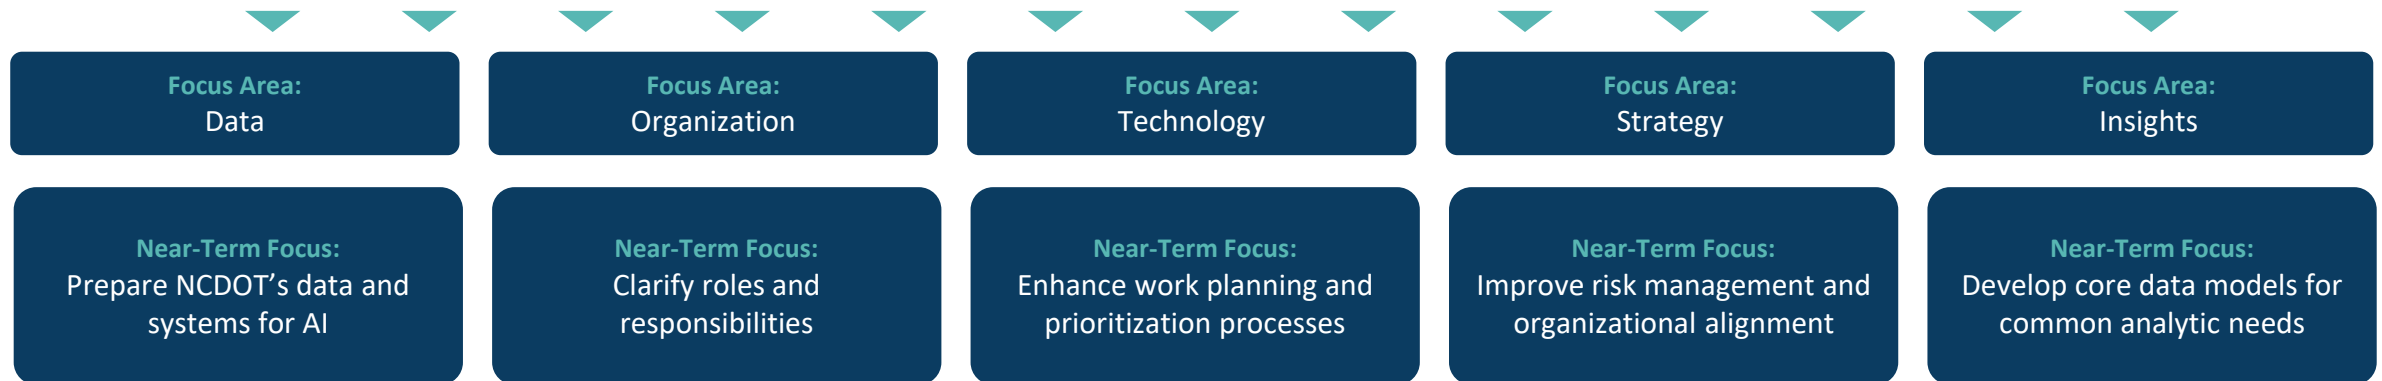 Focus Area:
Data
Focus Area:
Organization
Focus Area:
Technology
Focus Area:
Strategy
Focus Area:
Insights
Near-Term Focus:
Prepare NCDOT’s data and
systems for AI
Near-Term Focus:
Clarify roles and
responsibilities
Near-Term Focus:
Enhance work planning and
prioritization processes
Near-Term Focus:
Improve risk management and
organizational alignment
Near-Term Focus:
Develop core data models for
common analytic needs